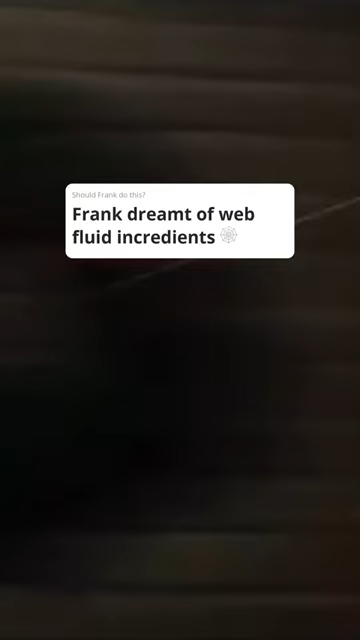 Should Frank do this?
Frank dreamt of web
fluid incredients 🕸